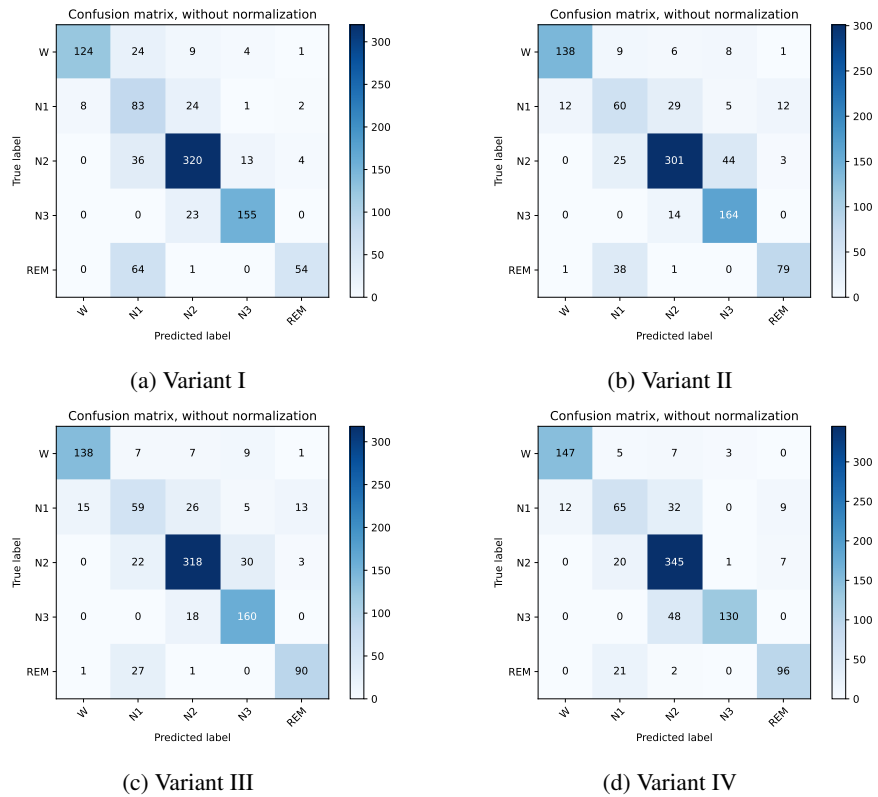 Confusion matrix, without normalization
W 124 24 9 4 1
N1 8 83 24 1 2
N2 0 36 320 13 4
N3 0 0 23 155 0
REM 0 64 1 0 54
W N1 N2 N3 REM
True label
Predicted label
300
250
200
150
100
50
0
(a) Variant I
Confusion matrix, without normalization
W 138 9 6 8 1
N1 12 60 29 5 12
N2 0 25 301 44 3
N3 0 0 14 164 0
REM 1 38 1 0 79
W N1 N2 N3 REM
True label
Predicted label
300
250
200
150
100
50
0
(b) Variant II
Confusion matrix, without normalization
W 138 7 7 9 1
N1 15 59 26 5 13
N2 0 22 318 30 3
N3 0 0 18 160 0
REM 1 27 1 0 90
W N1 N2 N3 REM
True label
Predicted label
300
250
200
150
100
50
0
(c) Variant III
Confusion matrix, without normalization
W 147 5 7 3 0
N1 12 65 32 0 9
N2 0 20 345 1 7
N3 0 0 48 130 0
REM 0 21 2 0 96
W N1 N2 N3 REM
True label
Predicted label
300
250
200
150
100
50
0
(d) Variant IV